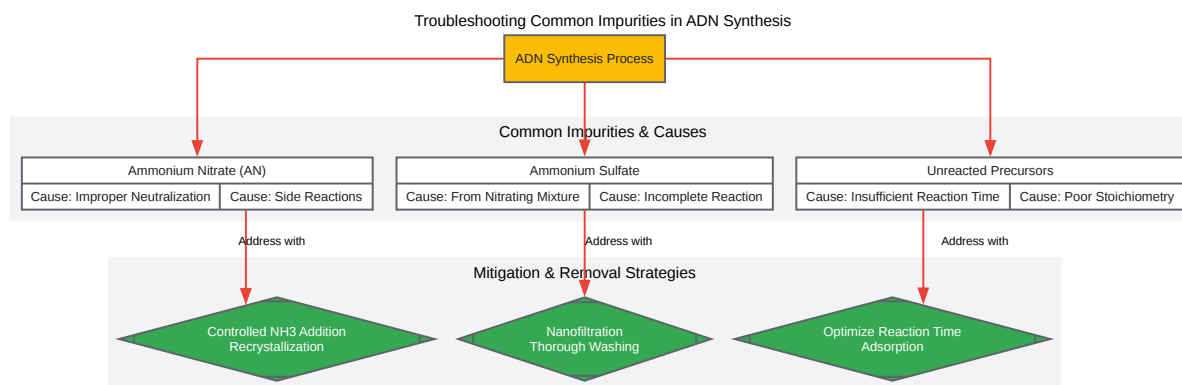 Troubleshooting Common Impurities in ADN Synthesis
ADN Synthesis Process
Common Impurities & Causes
Ammonium Nitrate (AN)
Cause: Improper Neutralization
Cause: Side Reactions
Ammonium Sulfate
Cause: From Nitrating Mixture
Cause: Incomplete Reaction
Unreacted Precursors
Cause: Insufficient Reaction Time
Cause: Poor Stoichiometry
Address with
Address with
Address with
Mitigation & Removal Strategies
Controlled NH3 Addition
Recrystallization
Nanofiltration
Thorough Washing
Optimize Reaction Time
Adsorption